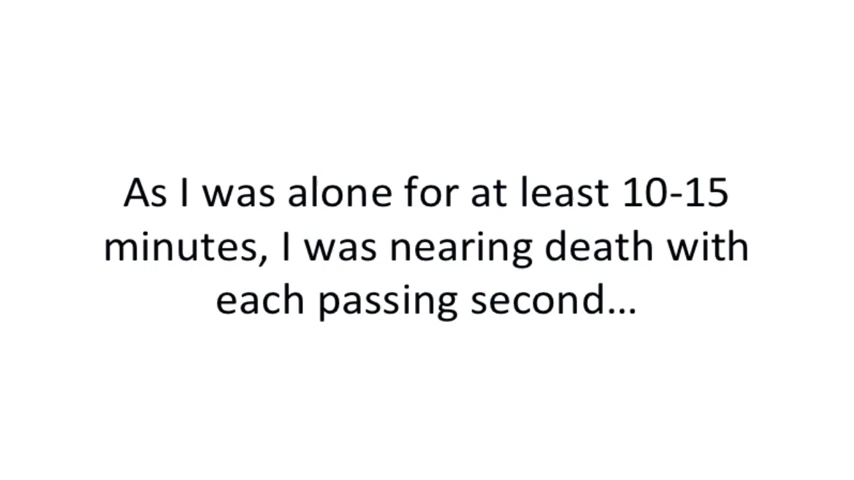 As I was alone for at least 10-15
minutes, I was nearing death with
each passing second…